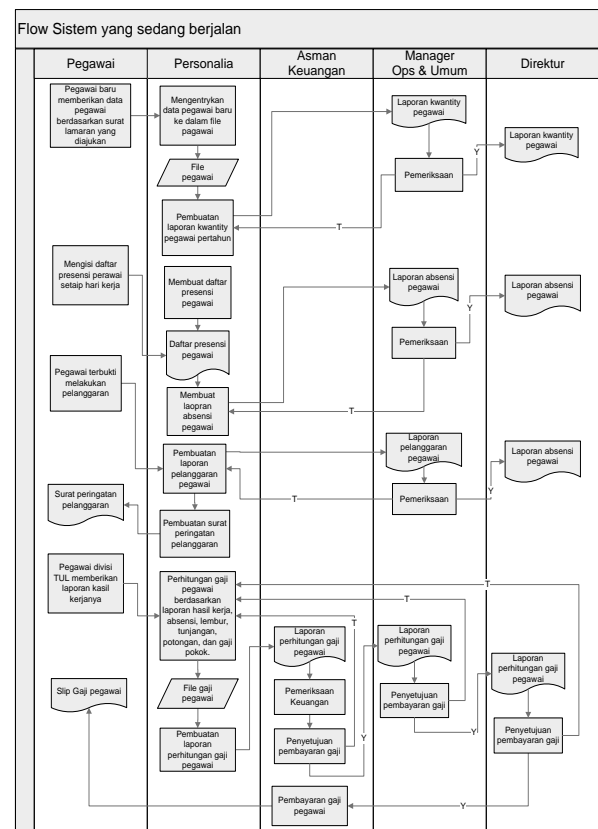 Flow Sistem yang sedang berjalan
Pegawai
Personalia
Asman
Keuangan
Manager
Ops & Umum
Direktur
Pegawai baru
memberikan data
pegawai
berdasarkan surat
lamaran yang
diajukan
Mengentrykan
data pegawai baru
ke dalam file
pagawai
File
pegawai
Pembuatan
laporan kwantity
pegawai pertahun
Laporan kwantity
pegawai
Pemeriksaan
Y
T
Laporan kwantity
pegawai
Mengisi daftar
presensi perawai
setaip hari kerja
Membuat daftar
presensi
pegawai
Daftar presensi
pegawai
Membuat
laopran
absensi
pegawai
Laporan absensi
pegawai
Pemeriksaan
Y
T
Laporan absensi
pegawai
Pegawai terbukti
melakukan
pelanggaran
Pembuatan
laporan
pelanggaran
pegawai
Laporan
pelanggaran
pegawai
Pemeriksaan
Y
T
Laporan absensi
pegawai
Surat peringatan
pelanggaran
Pembuatan surat
peringatan
pelanggaran
Pegawai divisi
TUL memberikan
laporan kasil
kerjanya
Perhitungan gaji
pegawai
berdasarkan
laporan hasil kerja,
absensi, lembur,
tunjangan,
potongan, dan gaji
pokok.
T
T
T
File gaji
pegawai
Pembuatan
laporan
perhitungan gaji
pegawai
Laporan
perhitungan gaji
pegawai
Pemeriksaan
Keuangan
Penyetujuan
pembayaran gaji
Y
Laporan
perhitungan gaji
pegawai
Penyetujuan
pembayaran gaji
Y
Laporan
perhitungan gaji
pegawai
Penyetujuan
pembayaran gaji
Y
Slip Gaji pegawai
Pembayaran gaji
pegawai